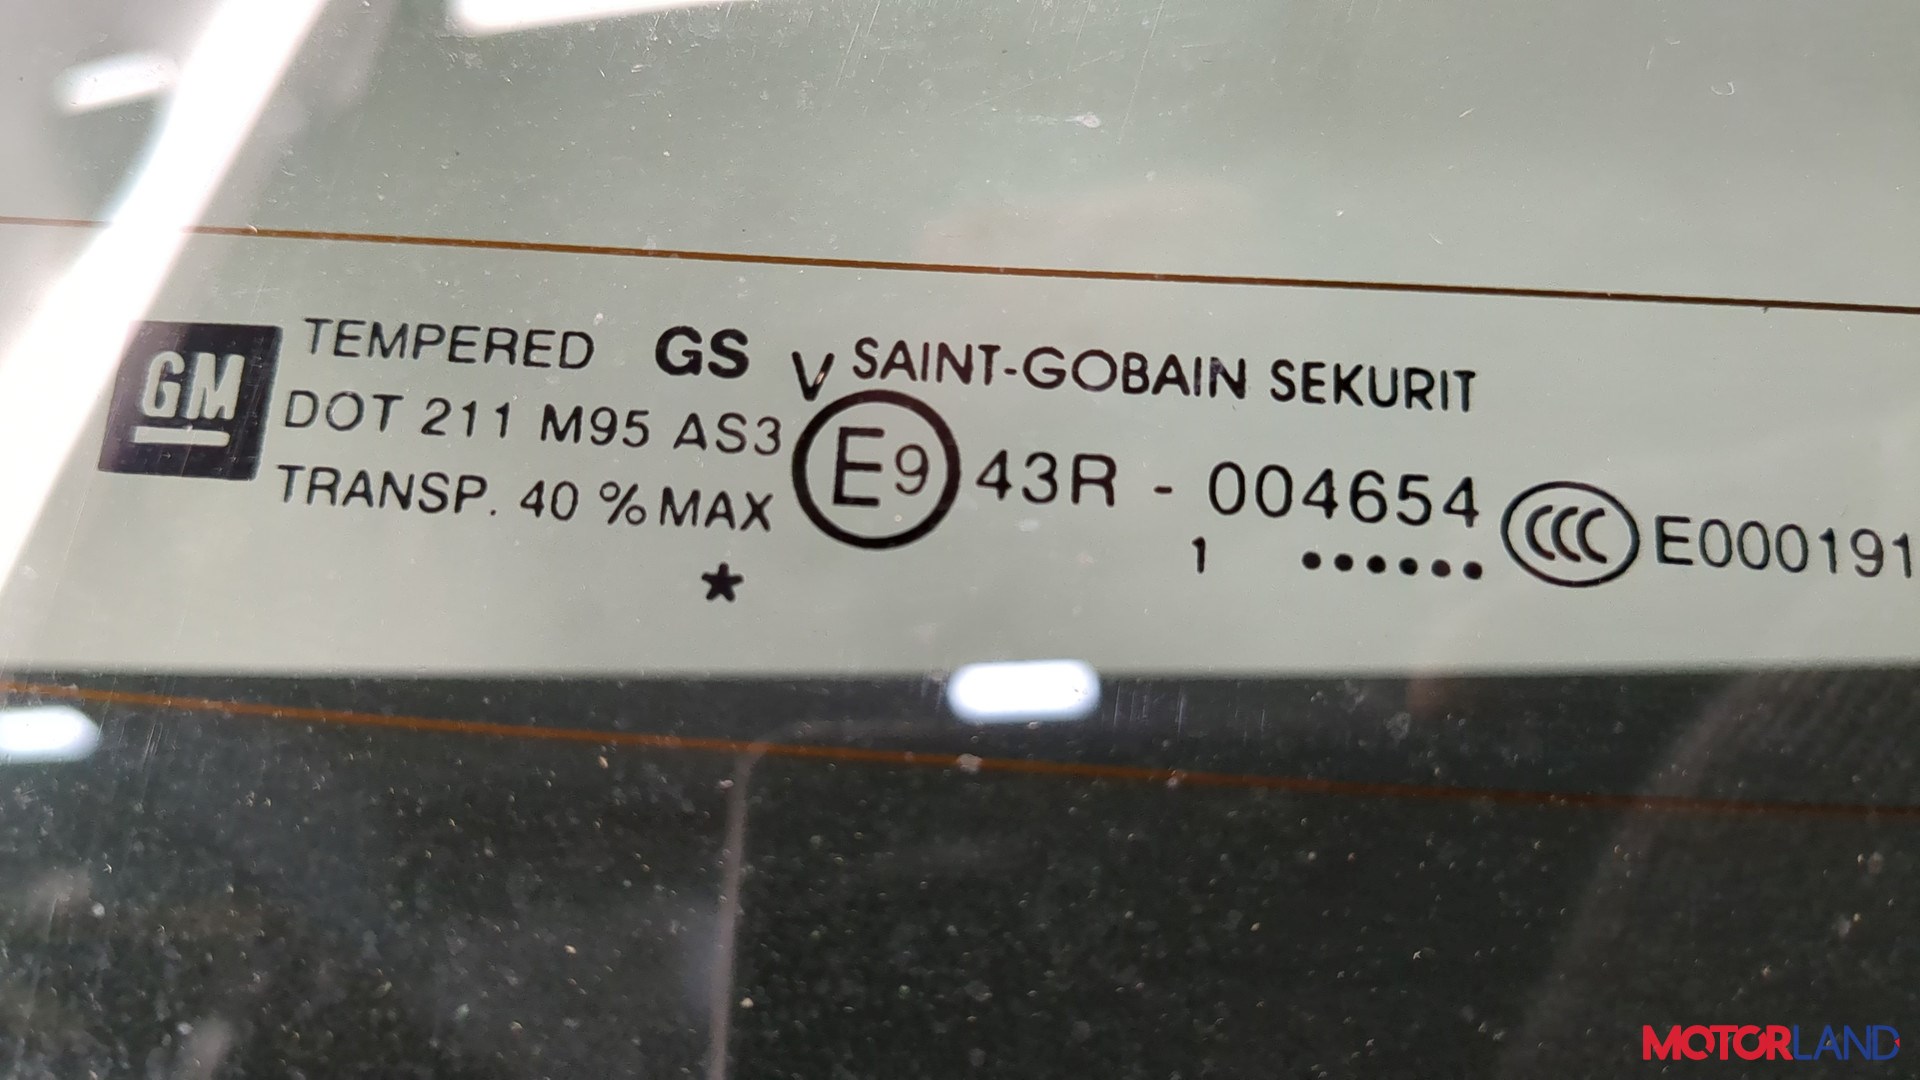 GM
TEMPERED GS V SAINT-GOBAIN SEKURIT
DOT 211 M95 AS3 E9 43R - 004654 CCC E000191
TRANSP. 40 % MAX
★ 1 ••••••
MOTORLAND